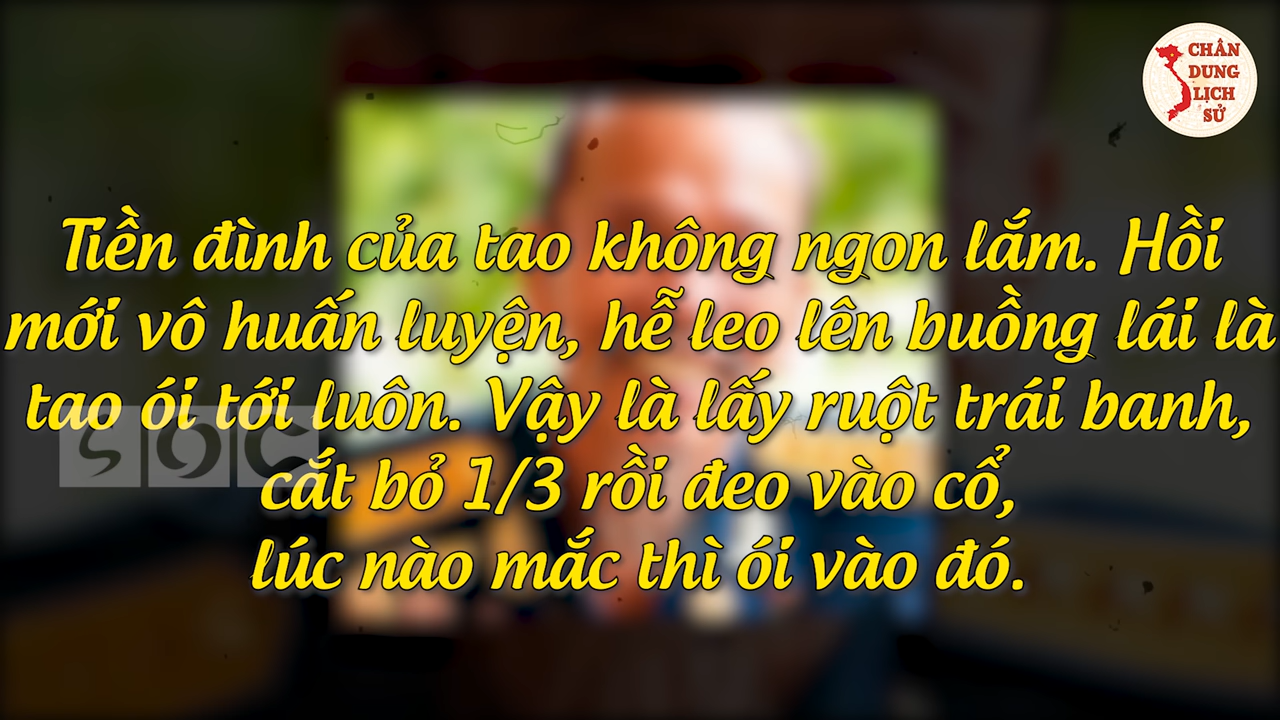 CHÂN
DUNG
LỊCH
SỬ
Tiền đình của tao không ngon lắm. Hồi
mới vô huấn luyện, hễ leo lên buồng lái là
tao ói tới luôn. Vậy là lấy ruột trái banh,
cắt bỏ 1/3 rồi đeo vào cổ,
lúc nào mắc thì ói vào đó.
SOC